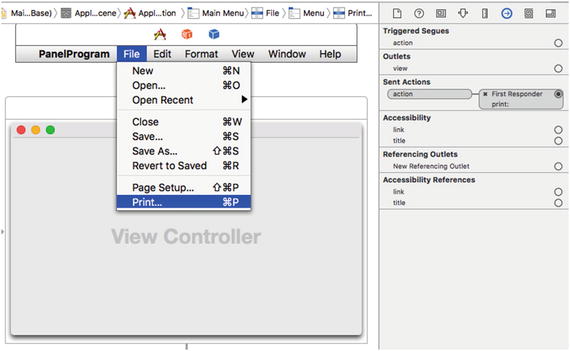 Mai...Base) Appl...cene Appl...tion Main Menu File Menu Print...
PanelProgram File Edit Format View Window Help
New ⌘N
Open... ⌘O
Open Recent
Close ⌘W
Save... ⌘S
Save As... ⇧⌘S
Revert to Saved ⌘R
Page Setup... ⇧⌘P
Print... ⌘P
View Controller
Triggered Segues
action
Outlets
view
Sent Actions
action First Responder
print:
Accessibility
link
title
Referencing Outlets
New Referencing Outlet
Accessibility References
link
title